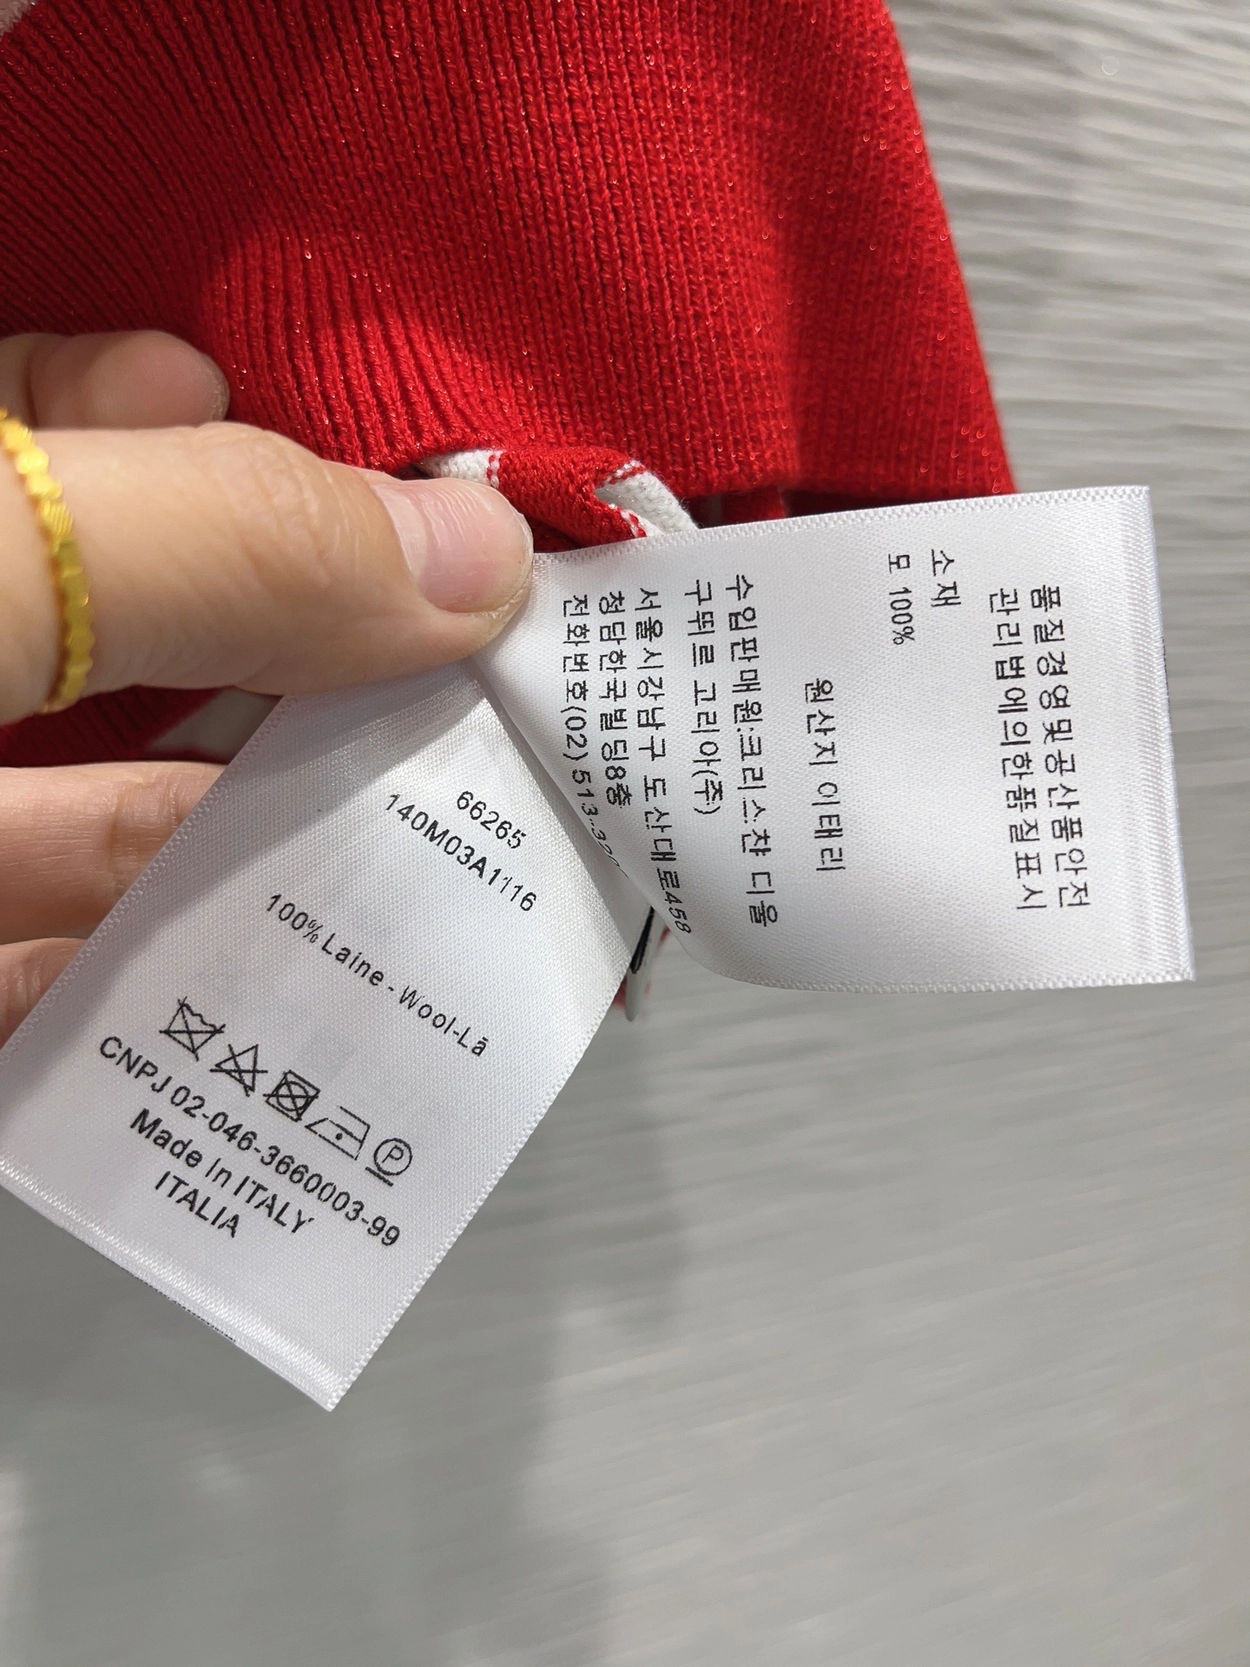 66265
140M03A1116
100% Laine - Wool-Lã
P
CNPJ 02-046-3660003-99
Made in ITALY
ITALIA
품질경영및공산품안전
관리법에의한품질표시
소재
모 100%
원산지 이태리
수입판매원:크리스챤 디올
구뛰르 코리아(주)
서울시강남구 도산대로458
청담한국빌딩8층
전화번호(02)513-320